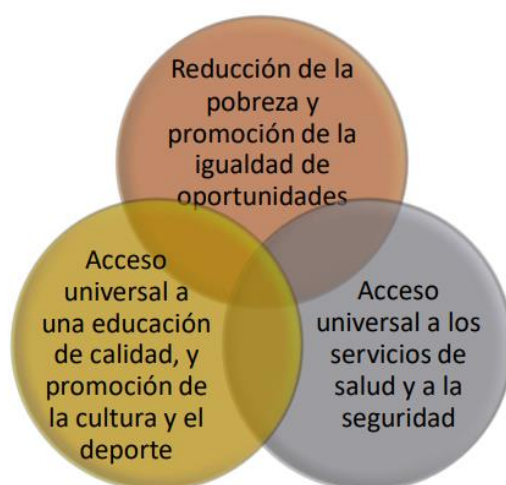 Reducción de la
pobreza y
promoción de la
igualdad de
oportunidades
Acceso
universal a
una educación
de calidad, y
promoción de
la cultura y el
deporte
Acceso
universal a los
servicios de
salud y a la
seguridad